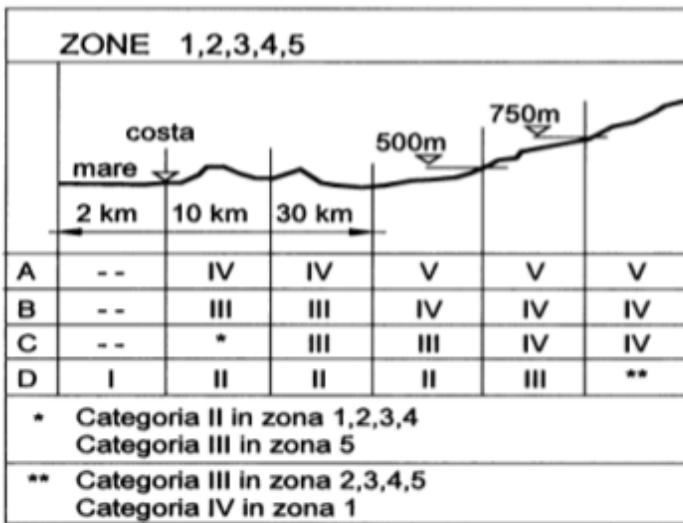 ZONE 1,2,3,4,5
750m
costa
500m
mare
2 km 10 km 30 km
A -- IV IV V V V
B -- III III IV IV IV
C -- * III III IV IV
D I II II II III **
* Categoria II in zona 1,2,3,4
Categoria III in zona 5
** Categoria III in zona 2,3,4,5
Categoria IV in zona 1